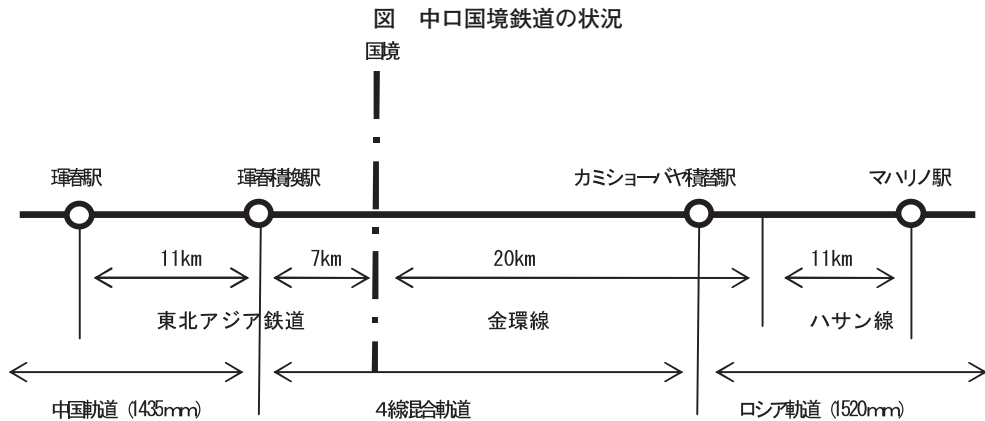 図　中ロ国境鉄道の状況
国境
琿春駅
琿春積換駅
カミショーバヤ積替駅
マハリノ駅
11km
7km
20km
11km
東北アジア鉄道
金環線
ハサン線
中国軌道（1435mm）
４線混合軌道
ロシア軌道（1520mm）